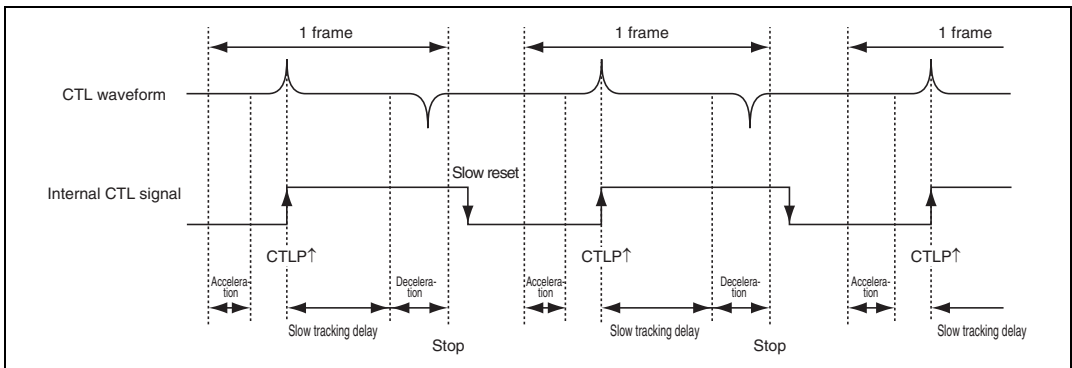 1 frame 1 frame 1 frame
CTL waveform
Slow reset
Internal CTL signal
CTLP↑ CTLP↑ CTLP↑
Accelera-
tion
Decelera-
tion
Accelera-
tion
Decelera-
tion
Accelera-
tion
Slow tracking delay Slow tracking delay Slow tracking delay
Stop Stop